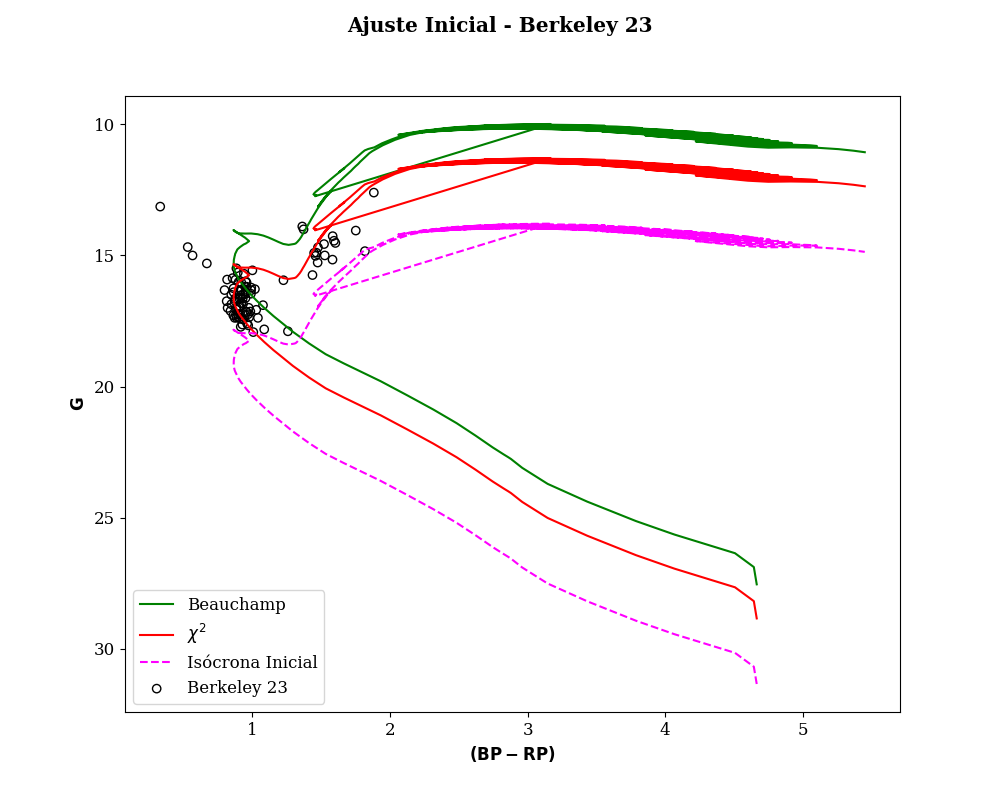 Ajuste Inicial - Berkeley 23
10
15
20
25
30
G
1
2
3
4
5
(BP − RP)
Beauchamp
χ²
Isócrona Inicial
Berkeley 23